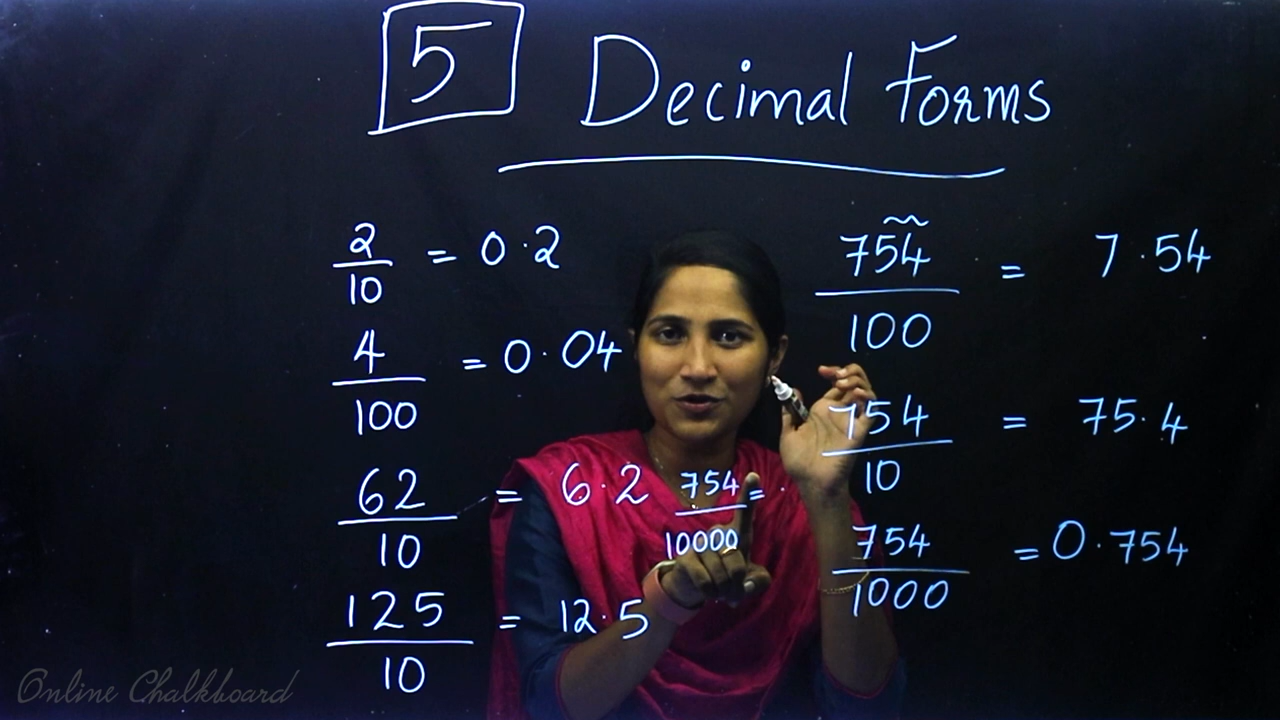 5 Decimal Forms
2/10 = 0.2
4/100 = 0.04
62/10 = 6.2
125/10 = 12.5
754/10000 = .
754/100 = 7.54
754/10 = 75.4
754/1000 = 0.754
Online Chalkboard